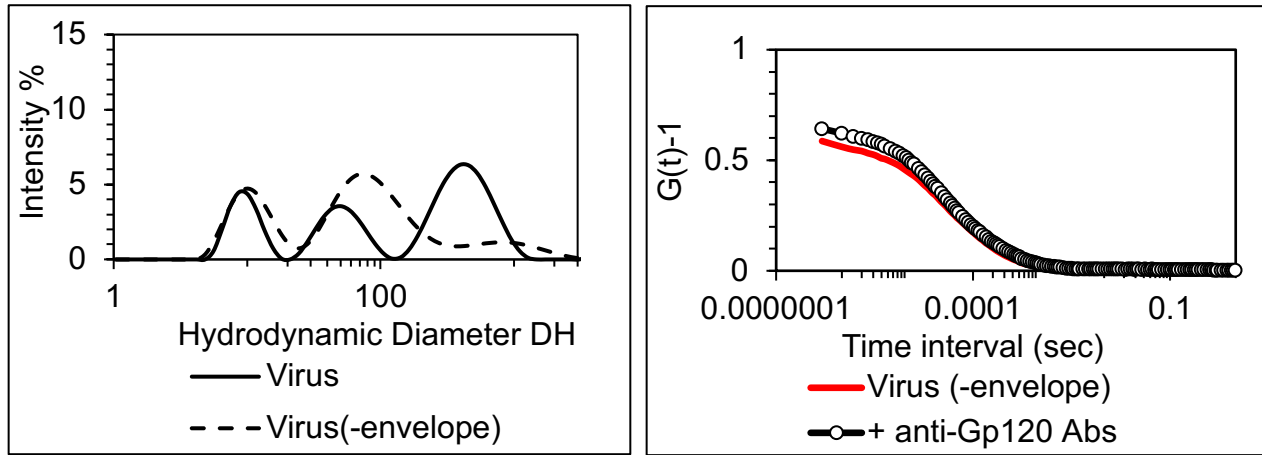 15
10
5
0
Intensity %
1
100
Hydrodynamic Diameter DH
Virus
Virus(-envelope)
1
0.5
0
G(t)-1
0.0000001
0.0001
0.1
Time interval (sec)
Virus (-envelope)
+ anti-Gp120 Abs